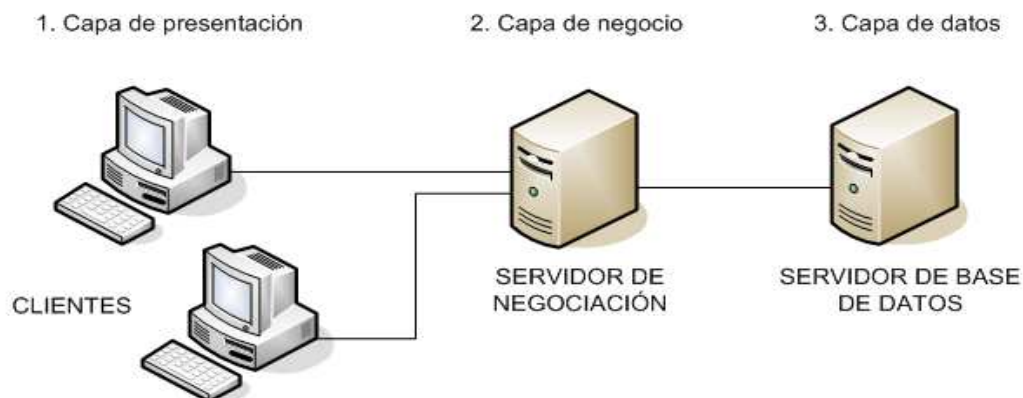 1. Capa de presentación
2. Capa de negocio
3. Capa de datos
CLIENTES
SERVIDOR DE
NEGOCIACIÓN
SERVIDOR DE BASE
DE DATOS